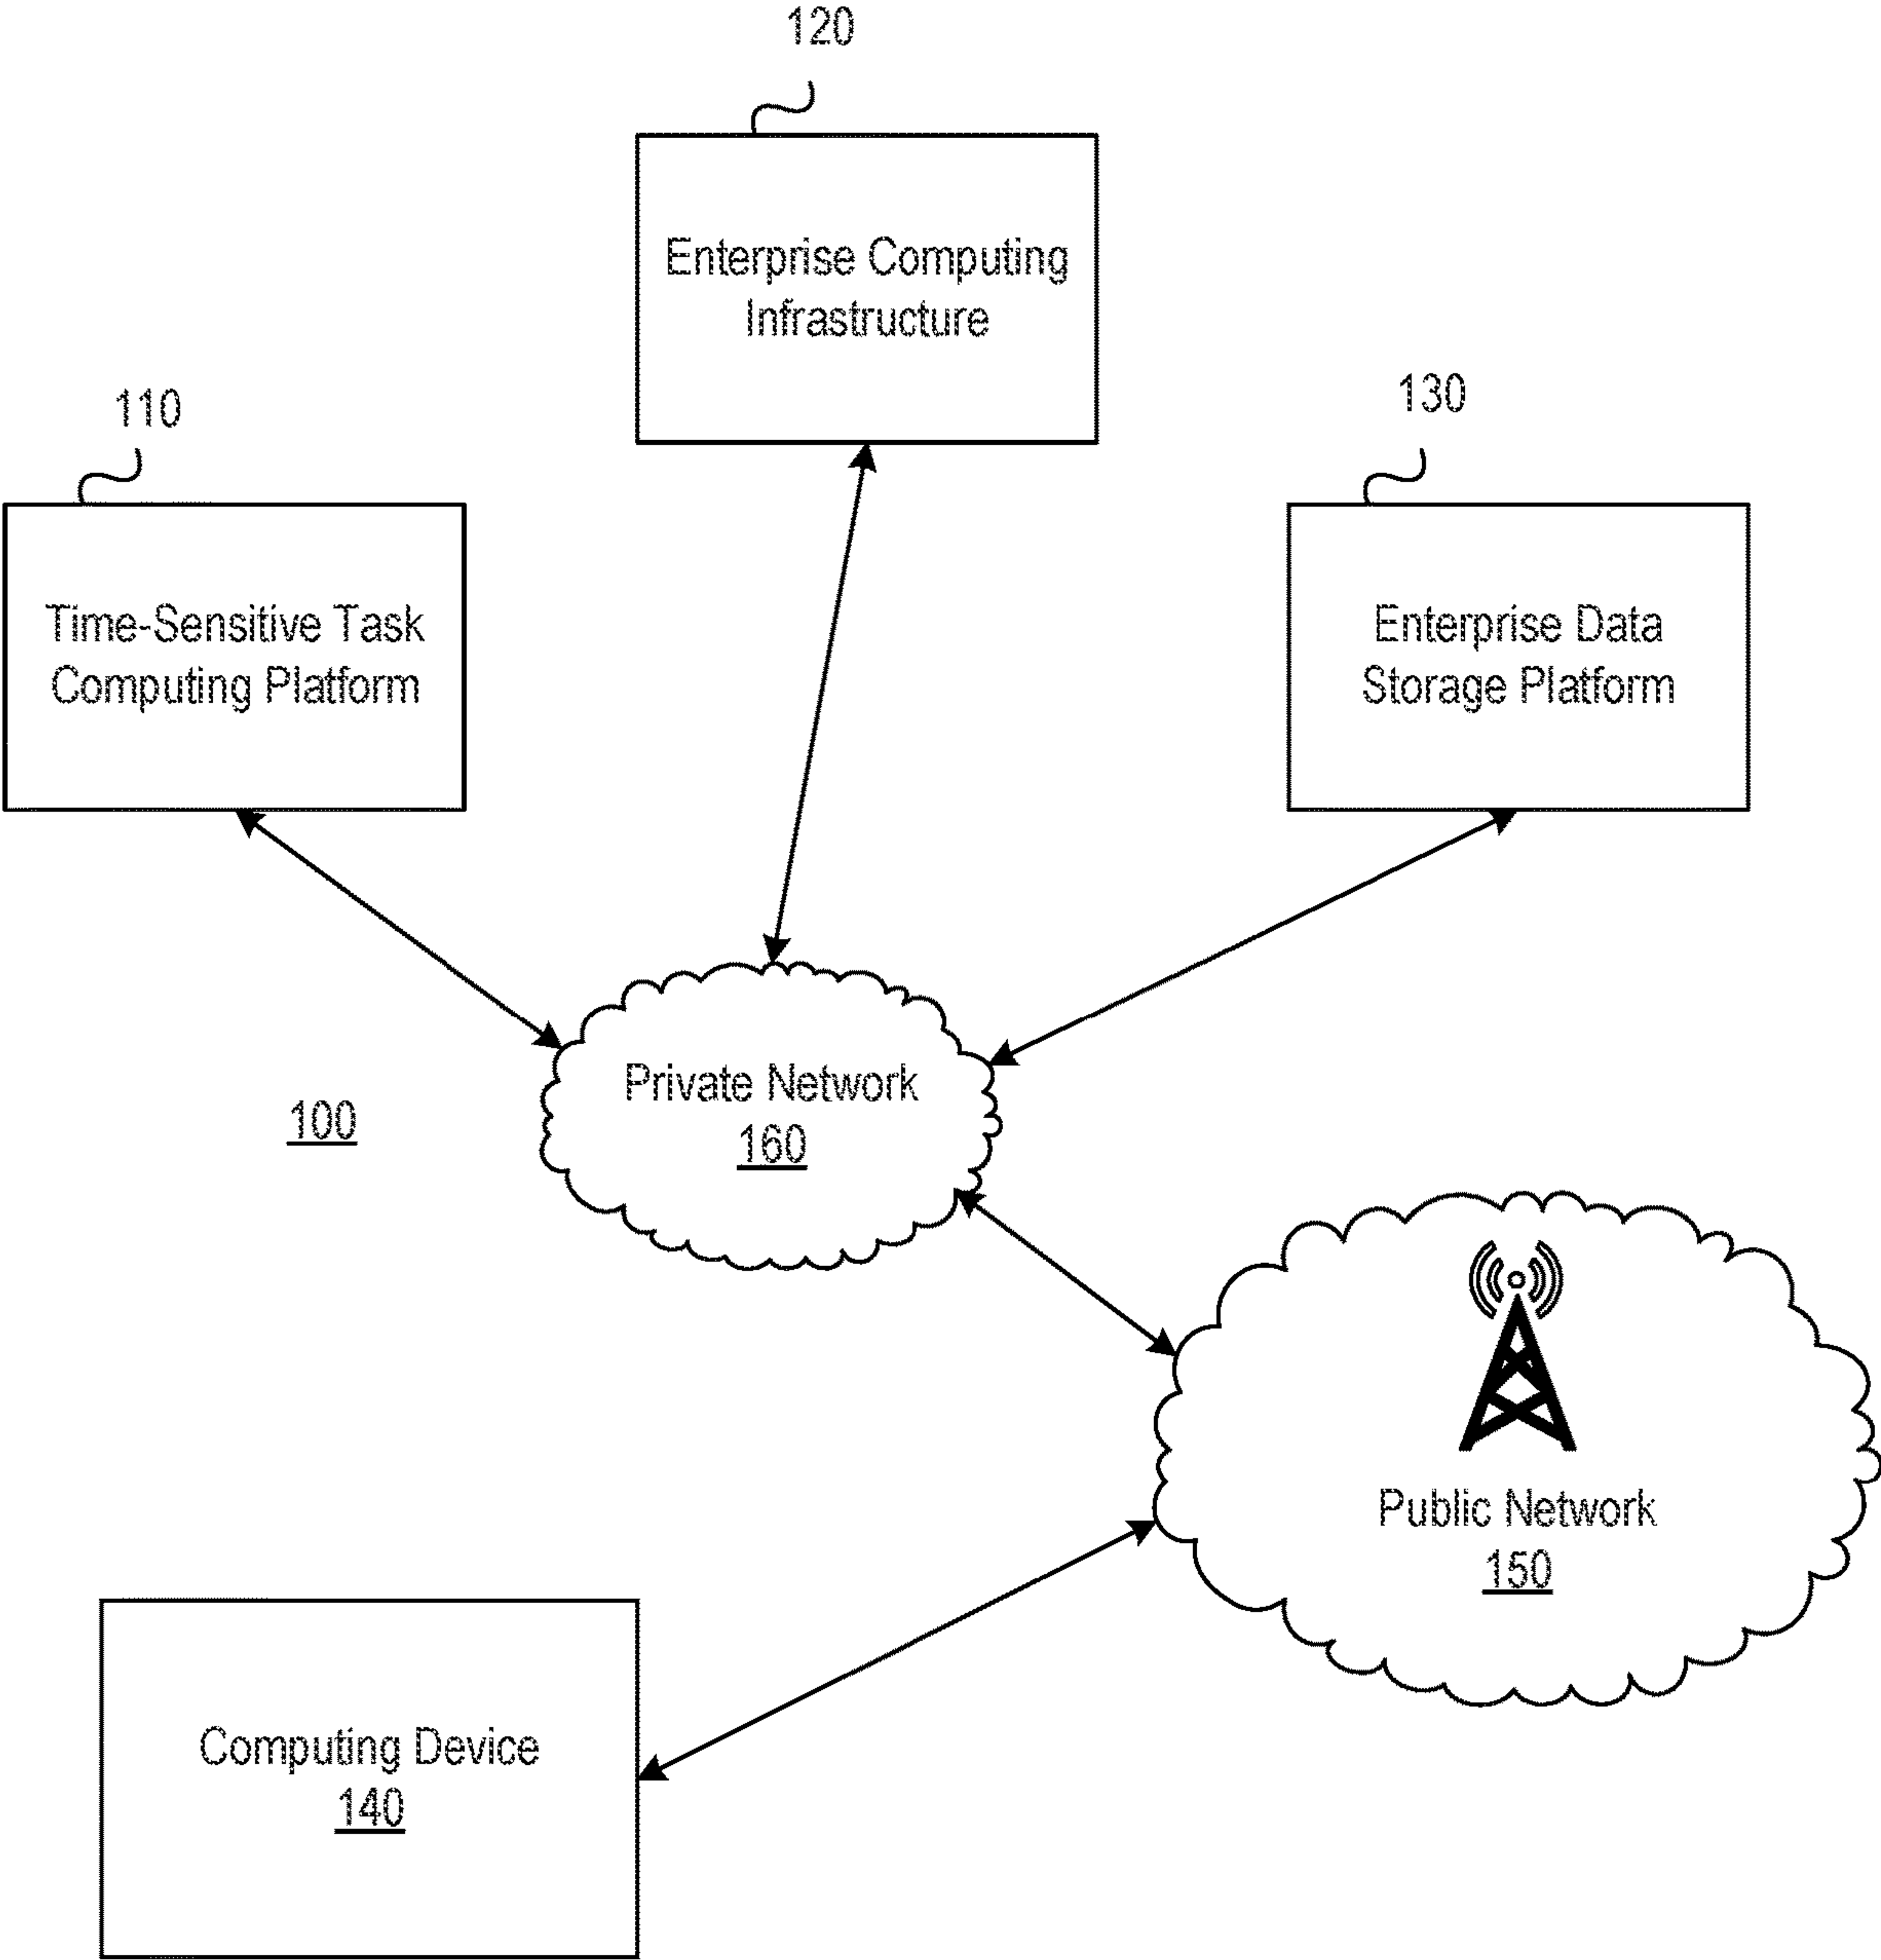 120
Enterprise Computing
Infrastructure
110
130
Time-Sensitive Task
Computing Platform
Enterprise Data
Storage Platform
Private Network
160
100
Public Network
150
Computing Device
140